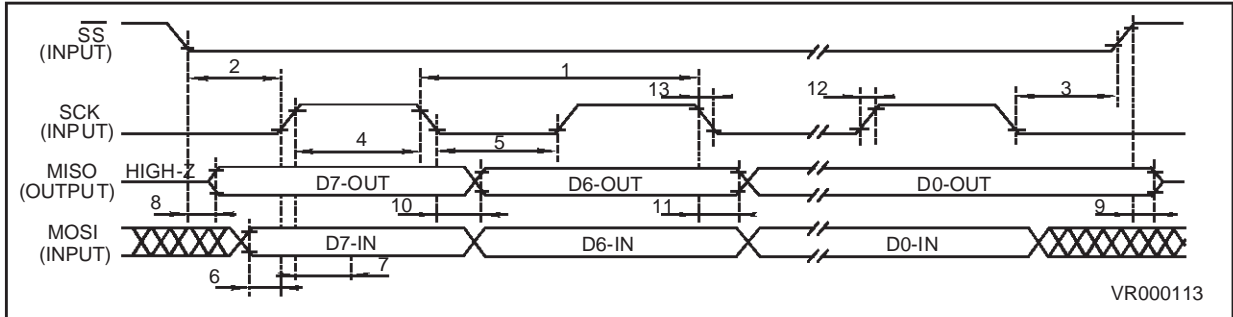 SS
(INPUT)
2
1
13
12
3
SCK
(INPUT)
4
5
MISO
(OUTPUT)
HIGH-Z
D7-OUT
D6-OUT
D0-OUT
8
10
11
9
MOSI
(INPUT)
D7-IN
D6-IN
D0-IN
6
7
VR000113